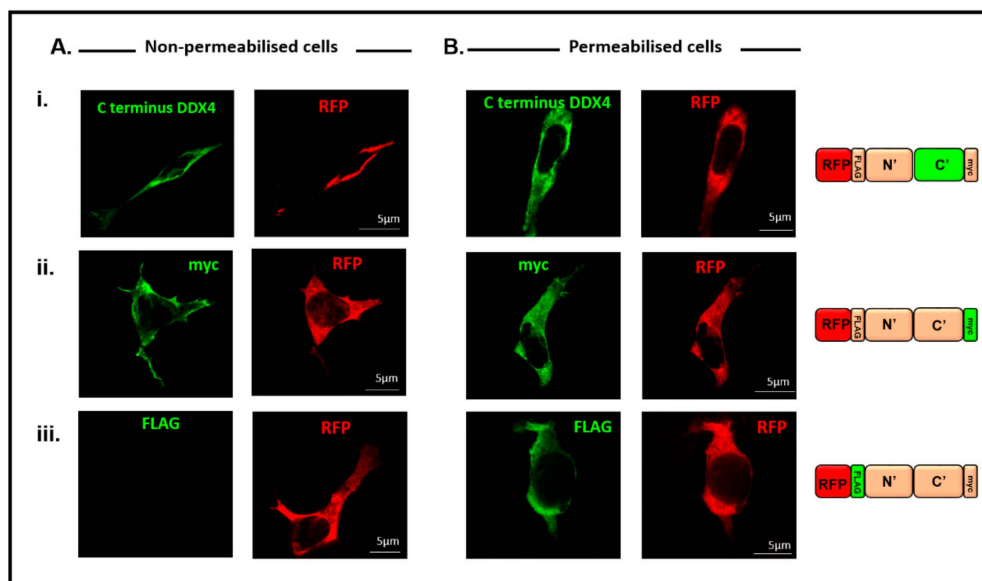 A. Non-permeabilised cells B. Permeabilised cells
i.
C terminus DDX4 RFP C terminus DDX4 RFP
5µm 5µm
RFP FLAG N' C' myc
ii.
myc RFP myc RFP
5µm 5µm
RFP FLAG N' C' myc
iii.
FLAG RFP FLAG RFP
5µm 5µm
RFP FLAG N' C' myc